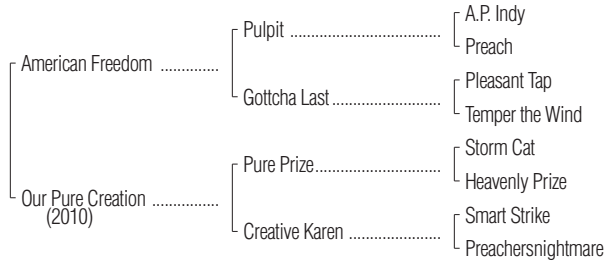 A.P. Indy
Pulpit ..............................
Preach
American Freedom ..............
Pleasant Tap
Gottcha Last..........................
Temper the Wind
Storm Cat
Pure Prize..............................
Heavenly Prize
Our Pure Creation ................
(2010)
Smart Strike
Creative Karen ......................
Preachersnightmare